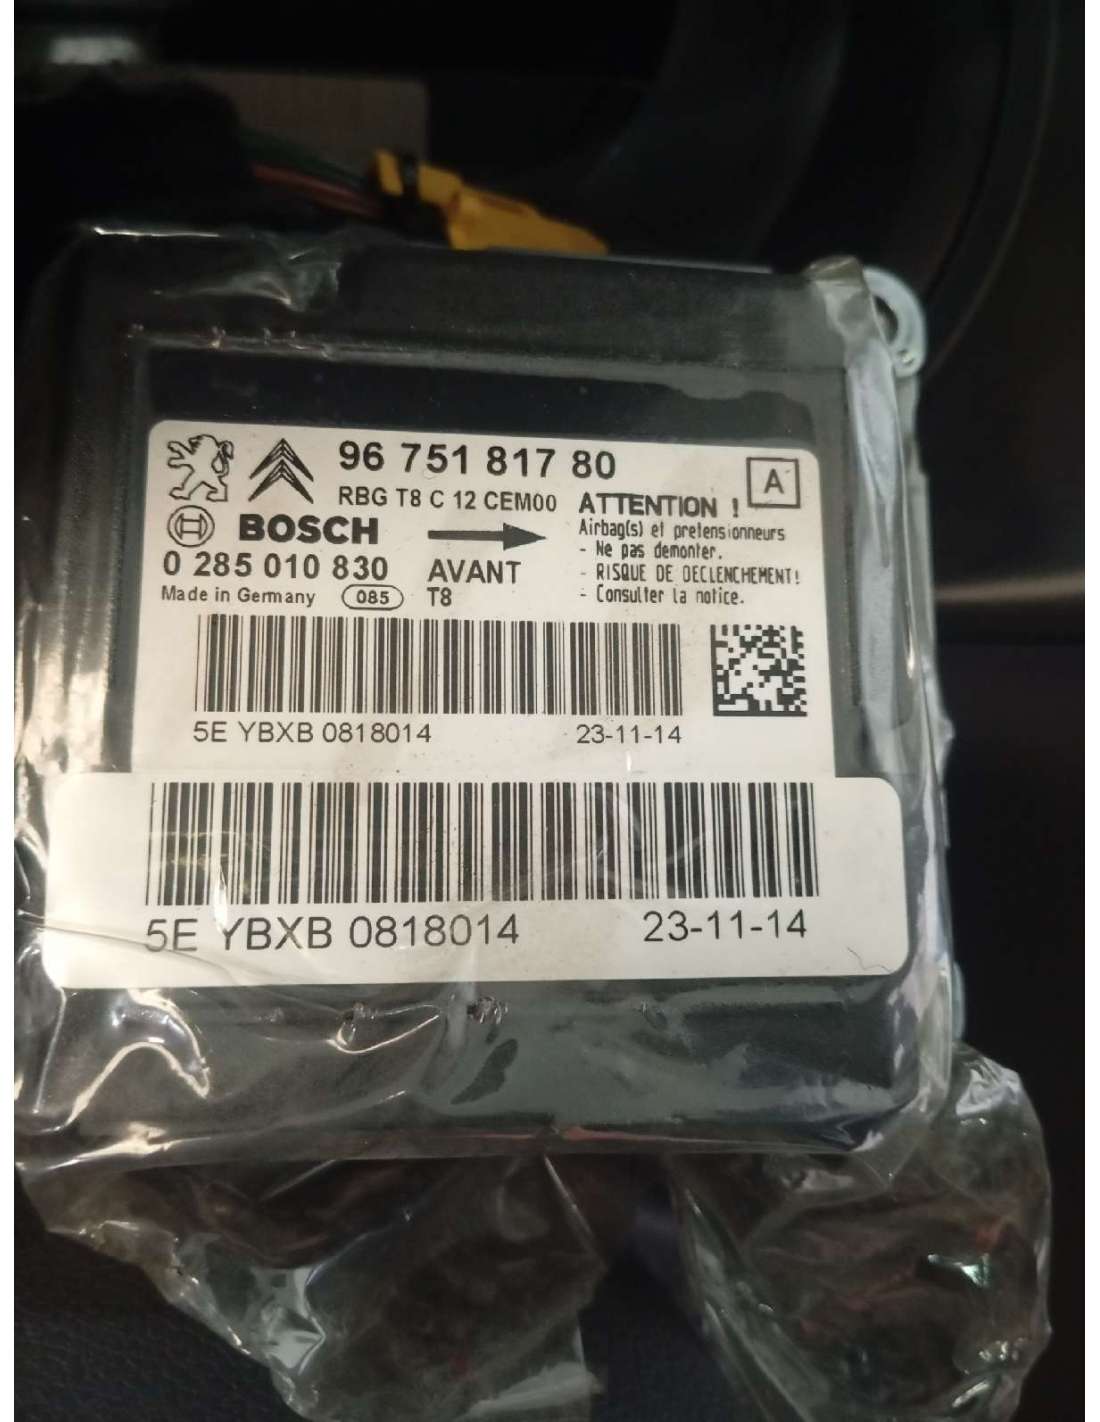 96 751 817 80
RBG T8 C 12 CEM00
A
BOSCH
0 285 010 830
Made in Germany
085
AVANT
T8
ATTENTION !
Airbag(s) et pretensionneurs
- Ne pas demonter.
- RISQUE DE DECLENCHEMENT!
- Consulter la notice.
5E YBXB 0818014 23-11-14
5E YBXB 0818014 23-11-14